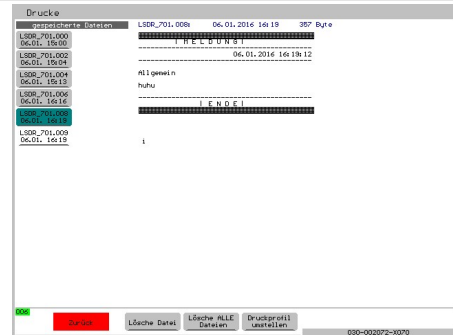 Drucke
gespeicherte Dateien
LSDR_701.000
06.01. 15:00
LSDR_701.002
06.01. 15:04
LSDR_701.004
06.01. 15:13
LSDR_701.006
06.01. 16:16
LSDR_701.008
06.01. 16:19
LSDR_701.009
06.01. 16:19
LSDR_701.008: 06.01.2016 16:19 357 Byte
| M E L D U N G |
06.01.2016 16:19:12
Allgemein
huhu
| E N D E |
i
006
Zurück
Lösche Datei
Lösche ALLE
Dateien
Druckprofil
umstellen
030-002072-X070